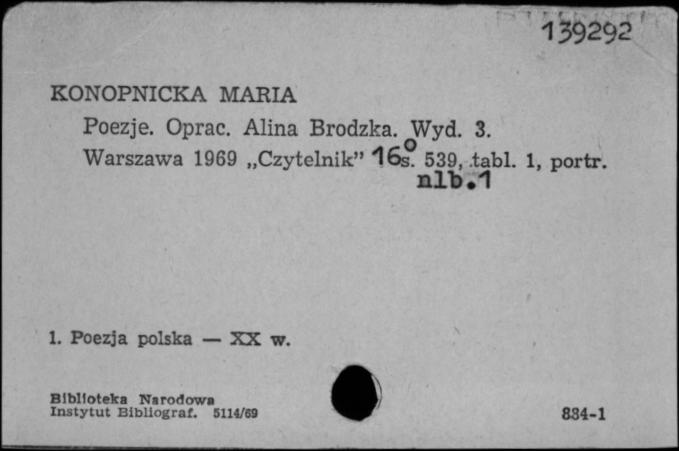 139292
KONOPNICKA MARIA
Poezje. Oprac. Alina Brodzka. Wyd. 3.
Warszawa 1969 „Czytelnik” 16° s. 539, tabl. 1, portr.
nlb.1
1. Poezja polska — XX w.
Biblioteka Narodowa
Instytut Bibliograf. 5114/69
884-1